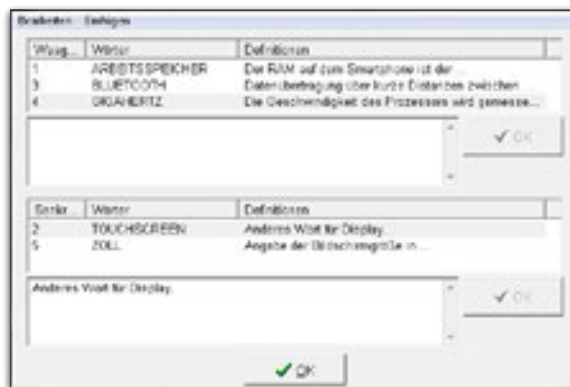 Bearbeiten Einfügen
Waag... Wörter Definitionen
1 ARBEITSSPEICHER Der RAM auf dem Smartphone ist der ...
3 BLUETOOTH Datenübertragung über kurze Distanzen zwischen
4 GIGAHERTZ Die Geschwindigkeit des Prozessors wird gemesse...
OK
Senkr... Wörter Definitionen
2 TOUCHSCREEN Anderes Wort für Display.
5 ZOLL Angabe der Bildschirmgröße in ...
Anderes Wort für Display.
OK
OK